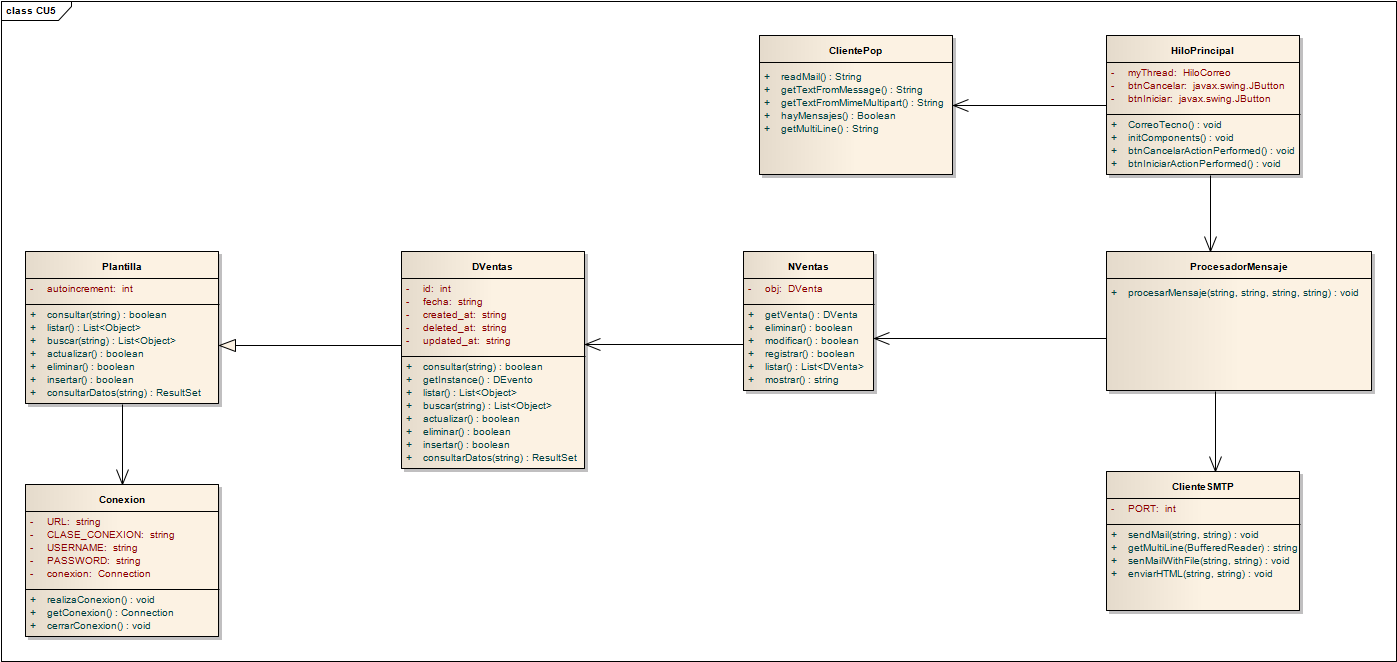 class CU5
ClientePop
+ readMail() : String
+ getTextFromMessage() : String
+ getTextFromMimeMultipart() : String
+ hayMensajes() : Boolean
+ getMultiLine() : String
HiloPrincipal
- myThread: HiloCorreo
- btnCancelar: javax.swing.JButton
- btnIniciar: javax.swing.JButton
+ CorreoTecno() : void
+ initComponents() : void
+ btnCancelarActionPerformed() : void
+ btnIniciarActionPerformed() : void
Plantilla
- autoincrement: int
+ consultar(string) : boolean
+ listar() : List<Object>
+ buscar(string) : List<Object>
+ actualizar() : boolean
+ eliminar() : boolean
+ insertar() : boolean
+ consultarDatos(string) : ResultSet
DVentas
- id: int
- fecha: string
- created_at: string
- deleted_at: string
- updated_at: string
+ consultar(string) : boolean
+ getInstance() : DEvento
+ listar() : List<Object>
+ buscar(string) : List<Object>
+ actualizar() : boolean
+ eliminar() : boolean
+ insertar() : boolean
+ consultarDatos(string) : ResultSet
NVentas
- obj: DVenta
+ getVenta() : DVenta
+ eliminar() : boolean
+ modificar() : boolean
+ registrar() : boolean
+ listar() : List<DVenta>
+ mostrar() : string
ProcesadorMensaje
+ procesarMensaje(string, string, string, string) : void
Conexion
- URL: string
- CLASE_CONEXION: string
- USERNAME: string
- PASSWORD: string
- conexion: Connection
+ realizaConexion() : void
+ getConexion() : Connection
+ cerrarConexion() : void
ClienteSMTP
- PORT: int
+ sendMail(string, string) : void
+ getMultiLine(BufferedReader) : string
+ senMailWithFile(string, string) : void
+ enviarHTML(string, string) : void